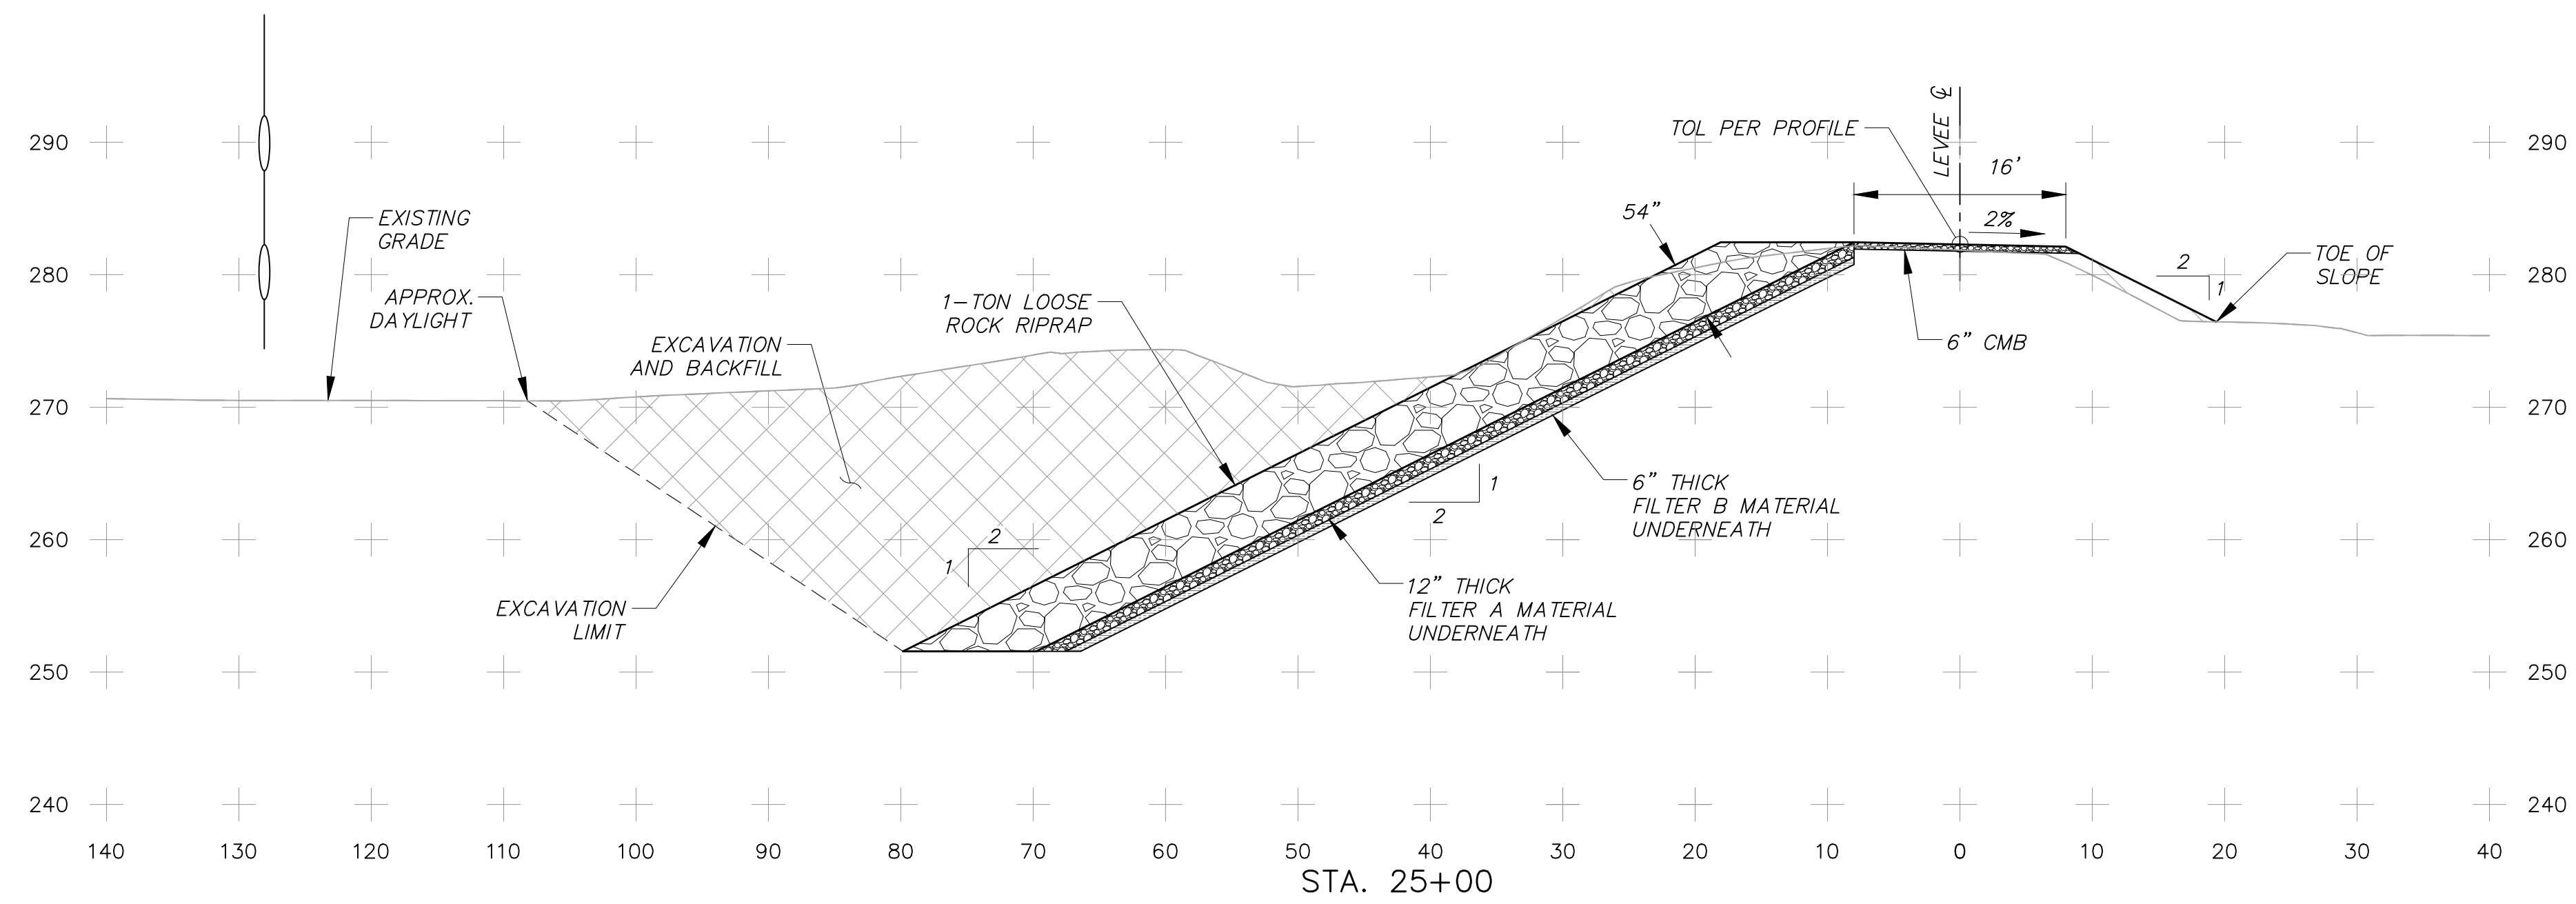 LEVEE ℄
TOL PER PROFILE
290
290
16'
54"
2%
EXISTING
GRADE
TOE OF
SLOPE
2
1
280
280
APPROX.
DAYLIGHT
1-TON LOOSE
ROCK RIPRAP
EXCAVATION
AND BACKFILL
6" CMB
270
270
1
2
6" THICK
FILTER B MATERIAL
UNDERNEATH
2
1
260
260
EXCAVATION
LIMIT
12" THICK
FILTER A MATERIAL
UNDERNEATH
250
250
240
240
140 130 120 110 100 90 80 70 60 50 40 30 20 10 0 10 20 30 40
STA. 25+00